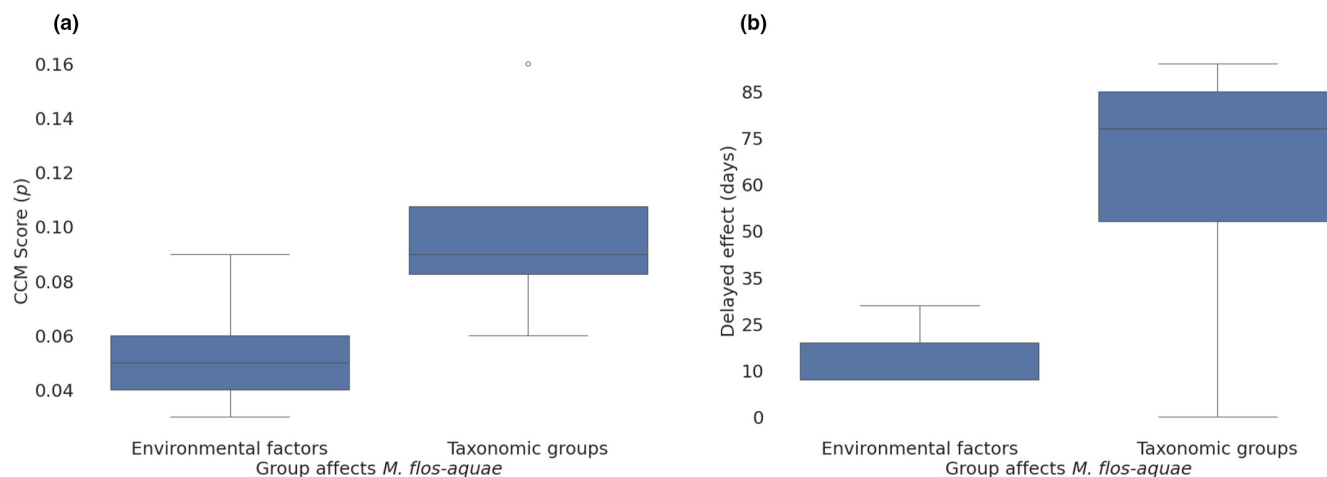 (a)
CCM Score (p)
0.16
0.14
0.12
0.10
0.08
0.06
0.04
Environmental factors
Taxonomic groups
Group affects M. flos-aquae
(b)
Delayed effect (days)
85
75
60
50
35
25
10
0
Environmental factors
Taxonomic groups
Group affects M. flos-aquae